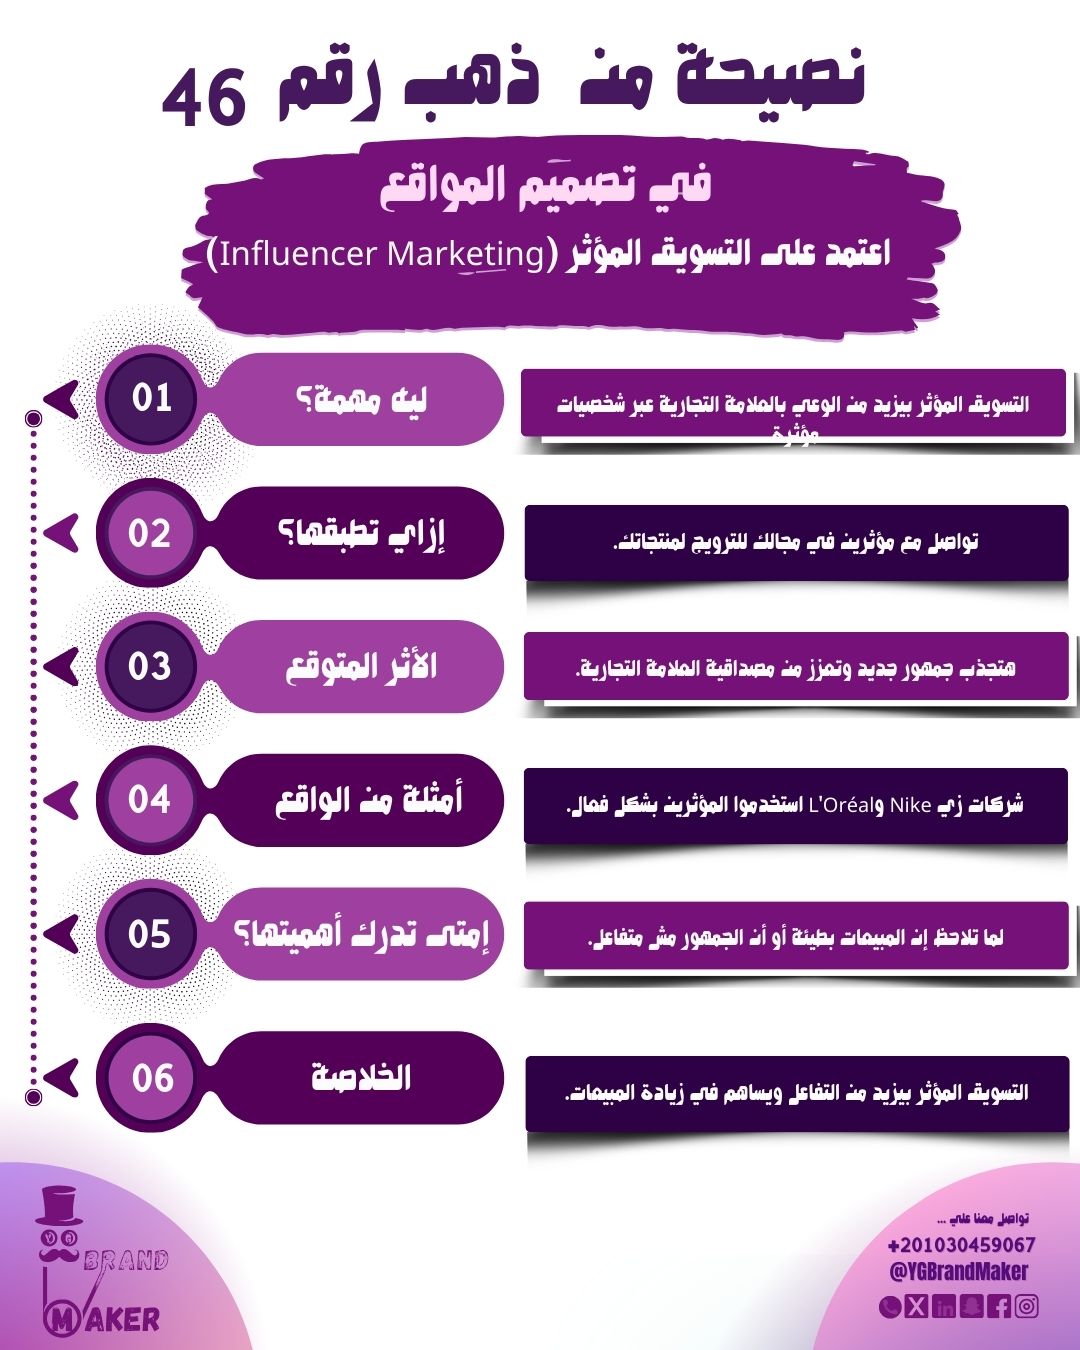 نصيحة من ذهب رقم 46
في تصميم المواقع
اعتمد على التسويق المؤثر (Influencer Marketing)
01
ليه مهمة؟
التسويق المؤثر بيزيد من الوعي بالعلامة التجارية عبر شخصيات
مؤثرة
02
إزاي تطبقها؟
تواصل مع مؤثرين في مجالك للترويج لمنتجاتك.
03
الأثر المتوقع
هتجذب جمهور جديد وتعزز من مصداقية العلامة التجارية.
04
أمثلة من الواقع
شركات زي Nike وL'Oréal استخدموا المؤثرين بشكل فعال.
05
إمتى تدرك أهميتها؟
لما تلاحظ إن المبيعات بطيئة أو أن الجمهور مش متفاعل.
06
الخلاصة
التسويق المؤثر بيزيد من التفاعل ويساهم في زيادة المبيعات.
تواصل معنا علي ...
+201030459067
@YGBrandMaker
BRAND
MAKER